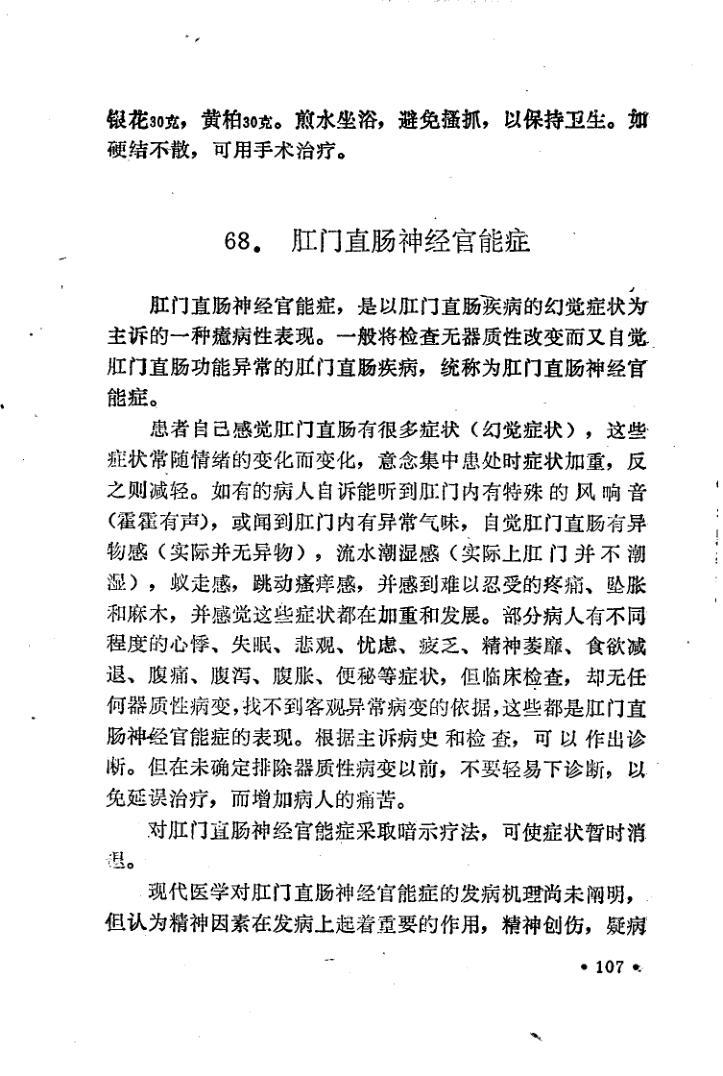 银花30克，黄柏30克。煎水坐浴，避免搔抓，以保持卫生。如
硬结不散，可用手术治疗。
68. 肛门直肠神经官能症
肛门直肠神经官能症，是以肛门直肠疾病的幻觉症状为
主诉的一种癔病性表现。一般将检查无器质性改变而又自觉
肛门直肠功能异常的肛门直肠疾病，统称为肛门直肠神经官
能症。
患者自己感觉肛门直肠有很多症状（幻觉症状），这些
症状常随情绪的变化而变化，意念集中患处时症状加重，反
之则减轻。如有的病人自诉能听到肛门内有特殊的风响音
（霍霍有声），或闻到肛门内有异常气味，自觉肛门直肠有异
物感（实际并无异物），流水潮湿感（实际上肛门并不潮
湿），蚁走感，跳动瘙痒感，并感到难以忍受的疼痛、坠胀
和麻木，并感觉这些症状都在加重和发展。部分病人有不同
程度的心悸、失眠、悲观、忧虑、疲乏、精神萎靡、食欲减
退、腹痛、腹泻、腹胀、便秘等症状，但临床检查，却无任
何器质性病变，找不到客观异常病变的依据，这些都是肛门直
肠神经官能症的表现。根据主诉病史和检查，可以作出诊
断。但在未确定排除器质性病变以前，不要轻易下诊断，以
免延误治疗，而增加病人的痛苦。
对肛门直肠神经官能症采取暗示疗法，可使症状暂时消
退。
现代医学对肛门直肠神经官能症的发病机理尚未阐明，
但认为精神因素在发病上起着重要的作用，精神创伤，疑病
• 107 •